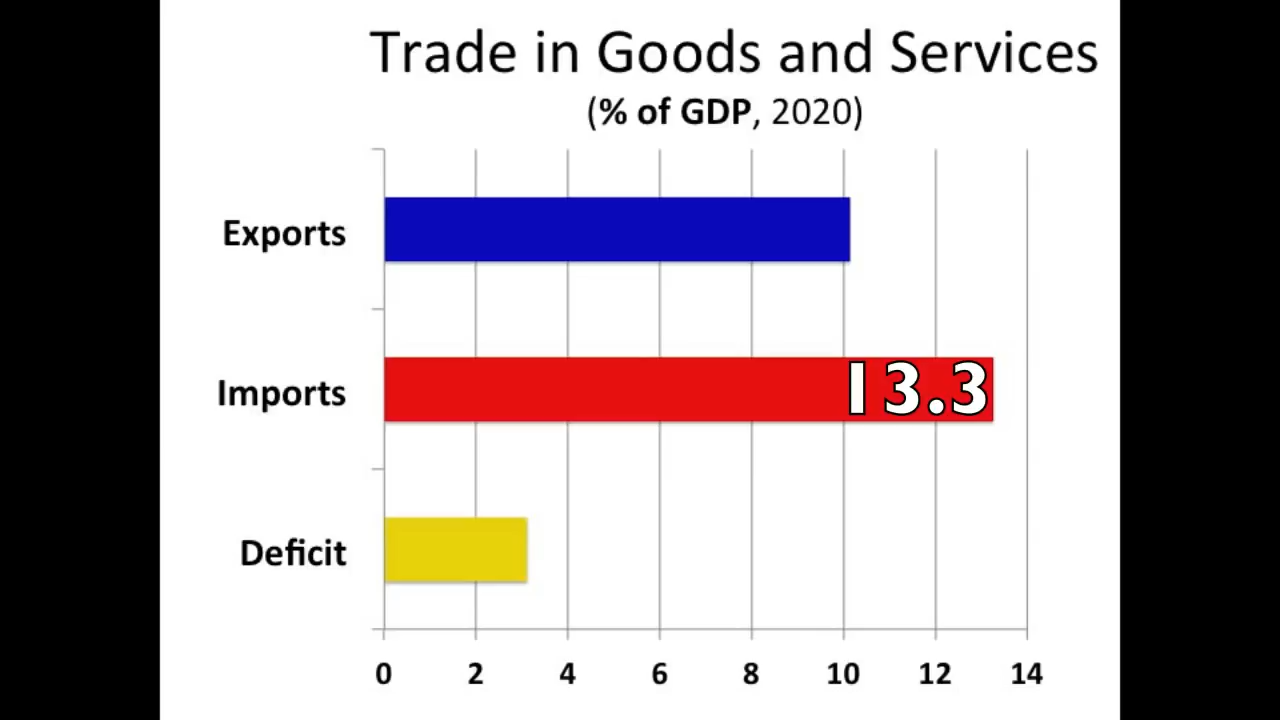 Trade in Goods and Services
(% of GDP, 2020)
Exports
Imports
13.3
Deficit
0 2 4 6 8 10 12 14